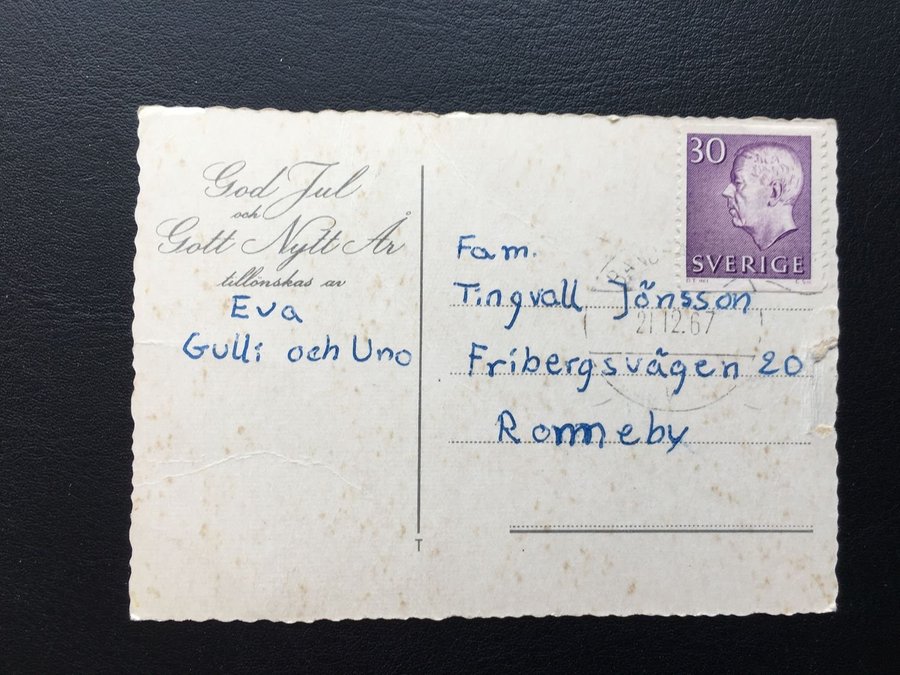 God Jul
och
Gott Nytt År
tillönskas av
Eva
Gulli och Uno
T
30
SVERIGE
Fam.
Tingvall Jönsson
21.12.67
Fribergsvägen 20
Ronneby